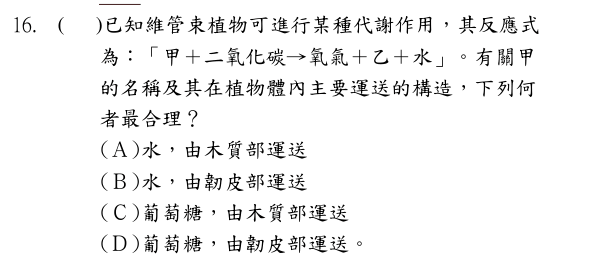 16. (　　)已知維管束植物可進行某種代謝作用，其反應式
為：「甲＋二氧化碳→氧氣＋乙＋水」。有關甲
的名稱及其在植物體內主要運送的構造，下列何
者最合理？
(A)水，由木質部運送
(B)水，由韌皮部運送
(C)葡萄糖，由木質部運送
(D)葡萄糖，由韌皮部運送。